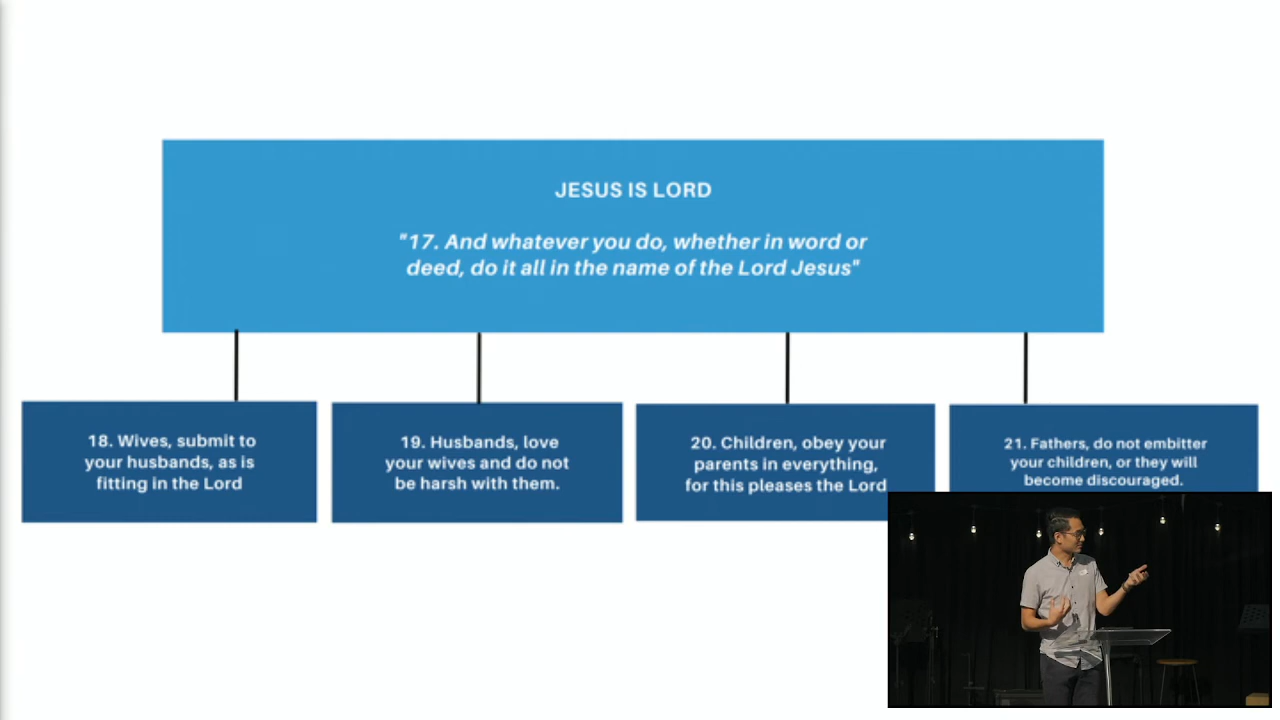 JESUS IS LORD
"17. And whatever you do, whether in word or
deed, do it all in the name of the Lord Jesus"
18. Wives, submit to
your husbands, as is
fitting in the Lord
19. Husbands, love
your wives and do not
be harsh with them.
20. Children, obey your
parents in everything,
for this pleases the Lord
21. Fathers, do not embitter
your children, or they will
become discouraged.